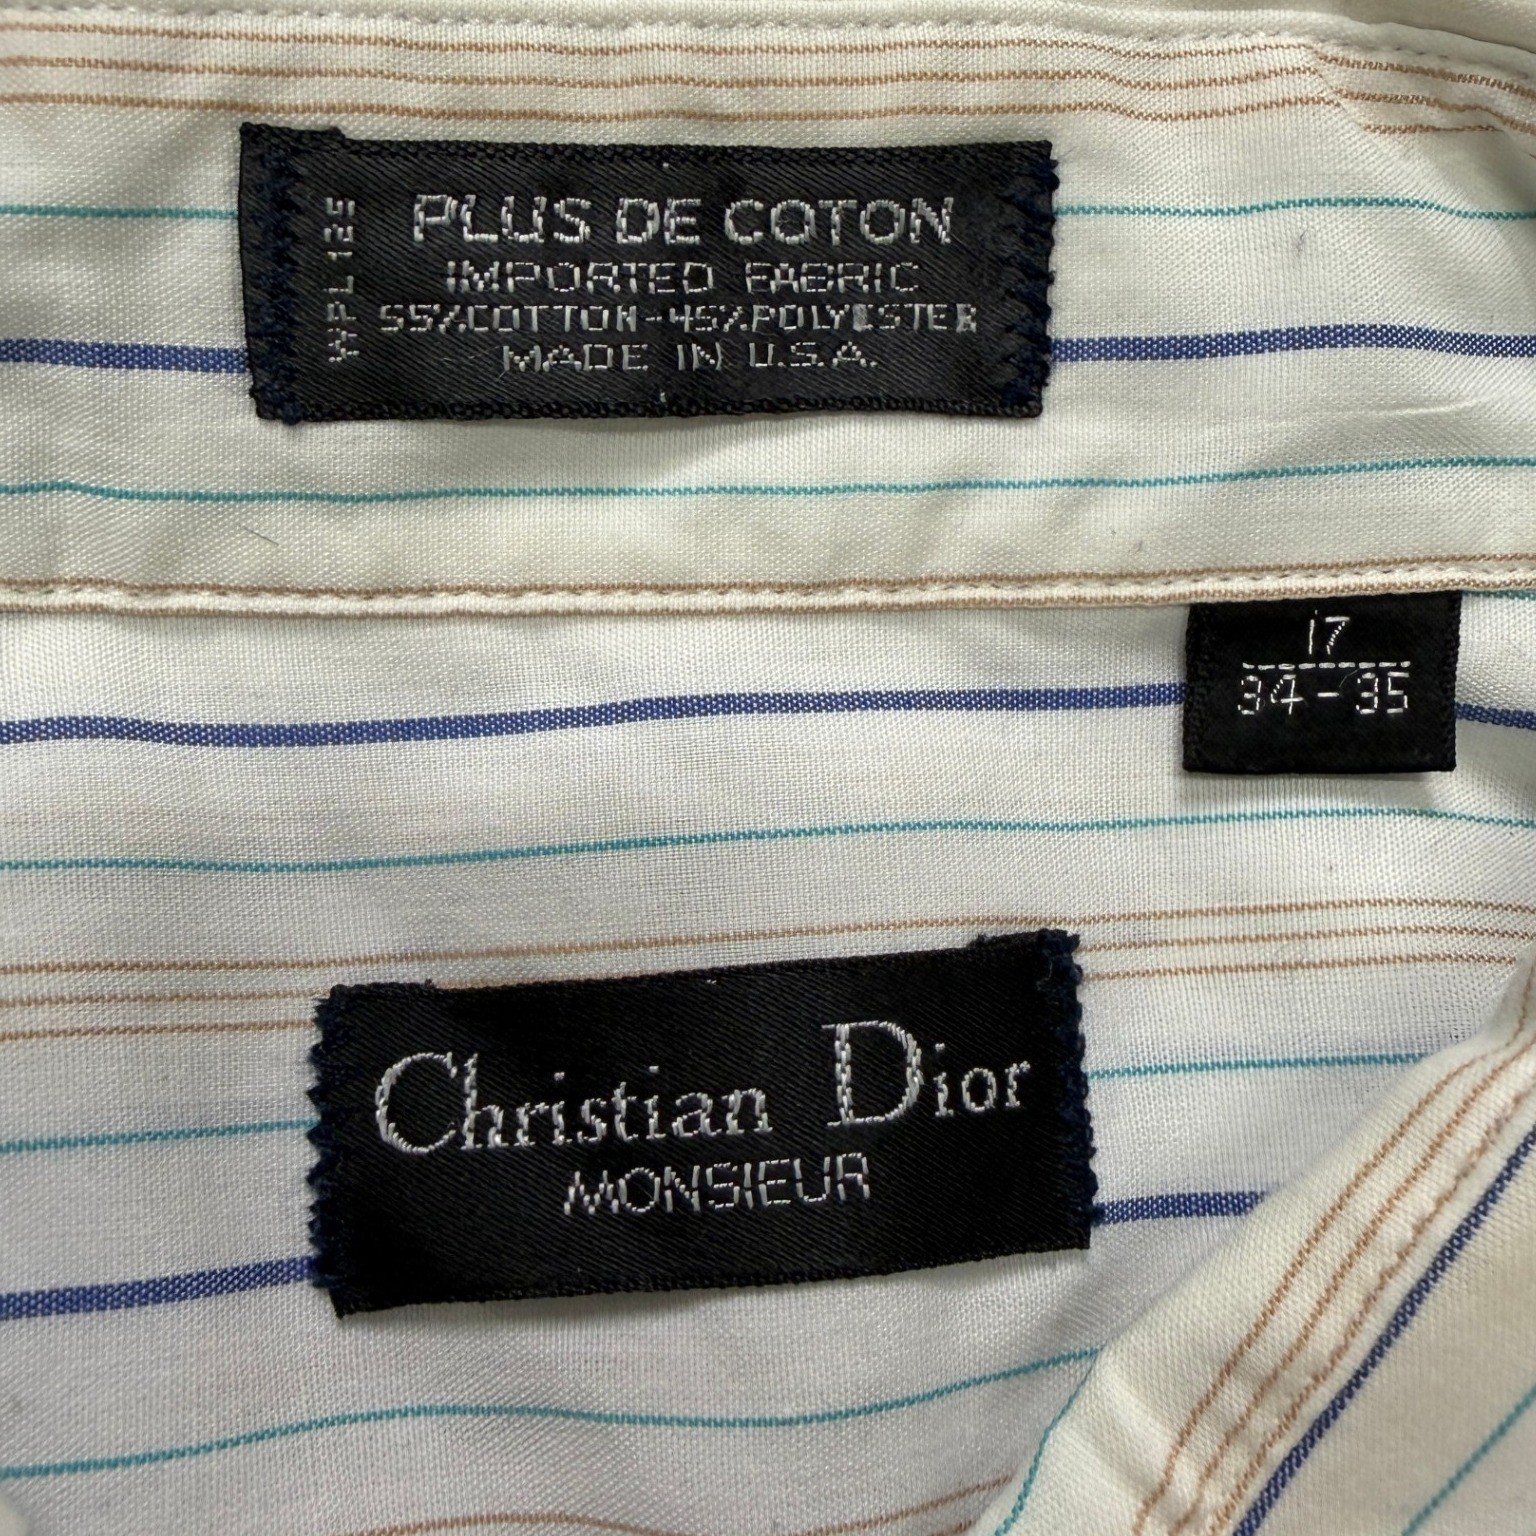 PLUS DE COTON
IMPORTED FABRIC
55% COTTON-45% POLYESTER
MADE IN U.S.A.
WPL 125
17
34-35
Christian Dior
MONSIEUR